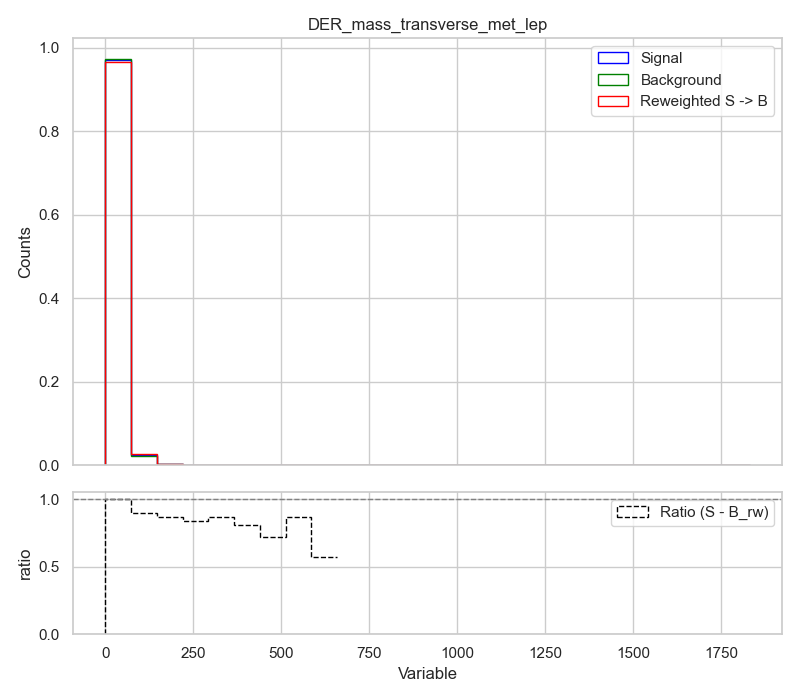 DER_mass_transverse_met_lep
1.0
0.8
0.6
0.4
0.2
0.0
Counts
Signal
Background
Reweighted S -> B
1.0
0.5
0.0
ratio
Ratio (S - B_rw)
0 250 500 750 1000 1250 1500 1750
Variable